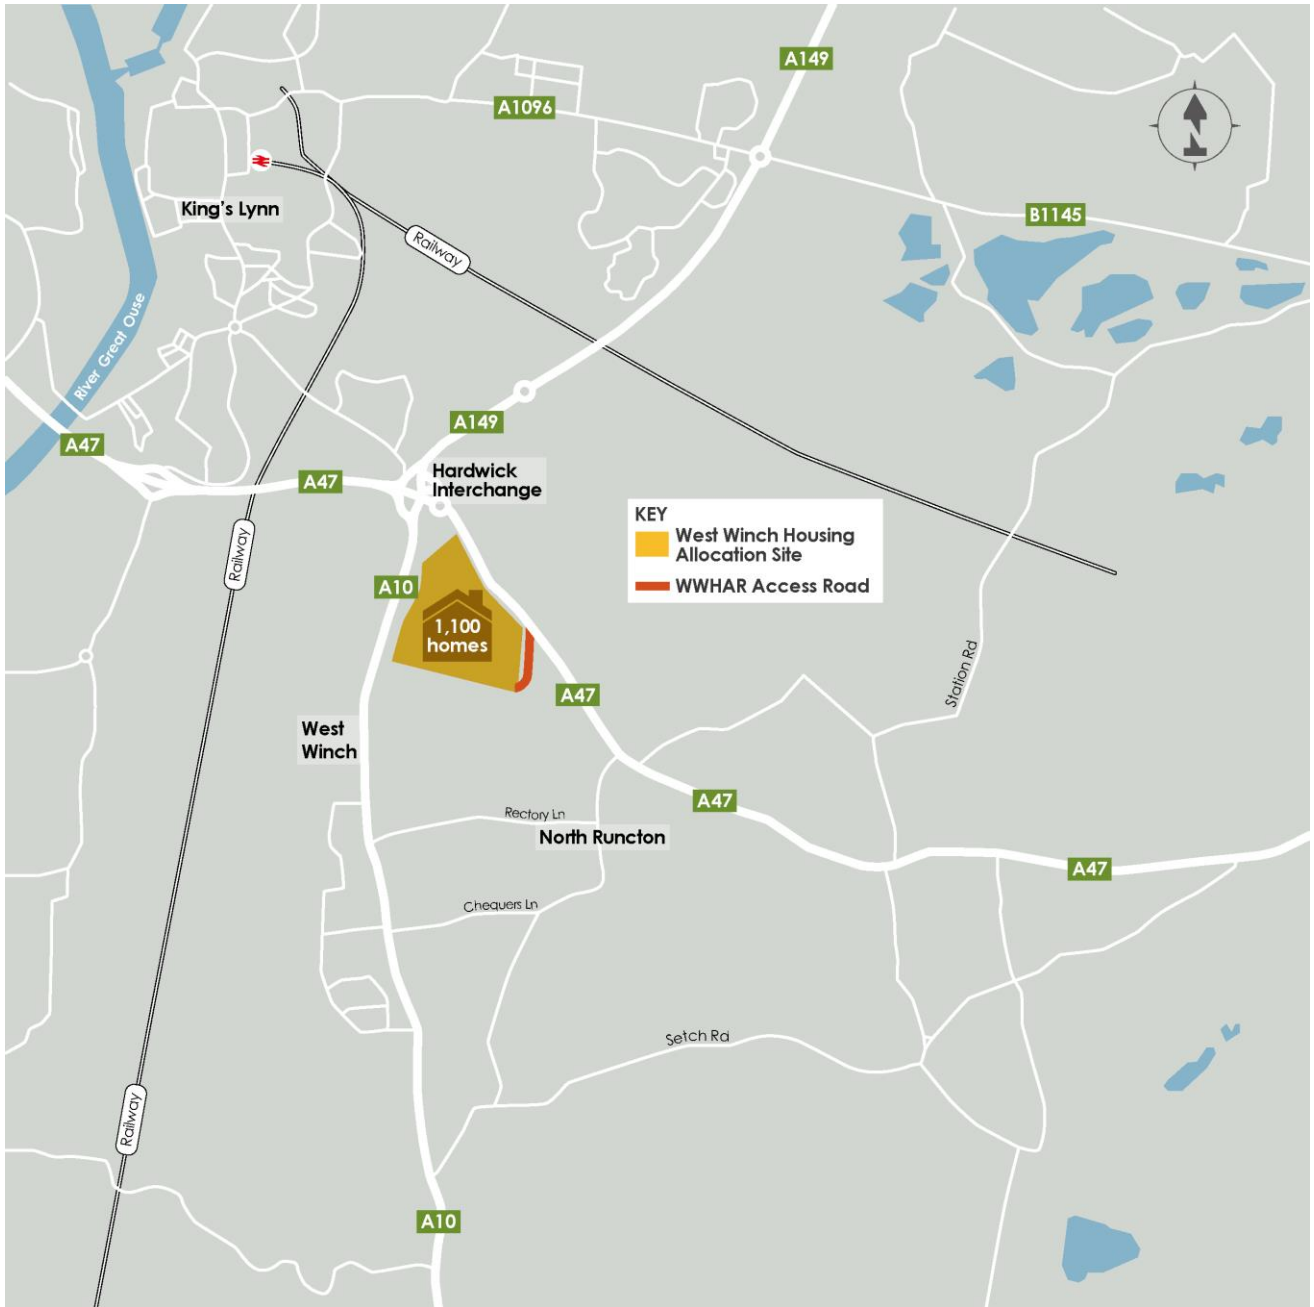 A149
A1096
King's Lynn
B1145
Railway
River Great Ouse
A149
A47
A47
Hardwick
Interchange
KEY
West Winch Housing
Allocation Site
WWHAR Access Road
Railway
A10
1,100
homes
Station Rd
A47
West
Winch
A47
Rectory Ln
North Runcton
A47
Chequers Ln
Setch Rd
Railway
A10
N